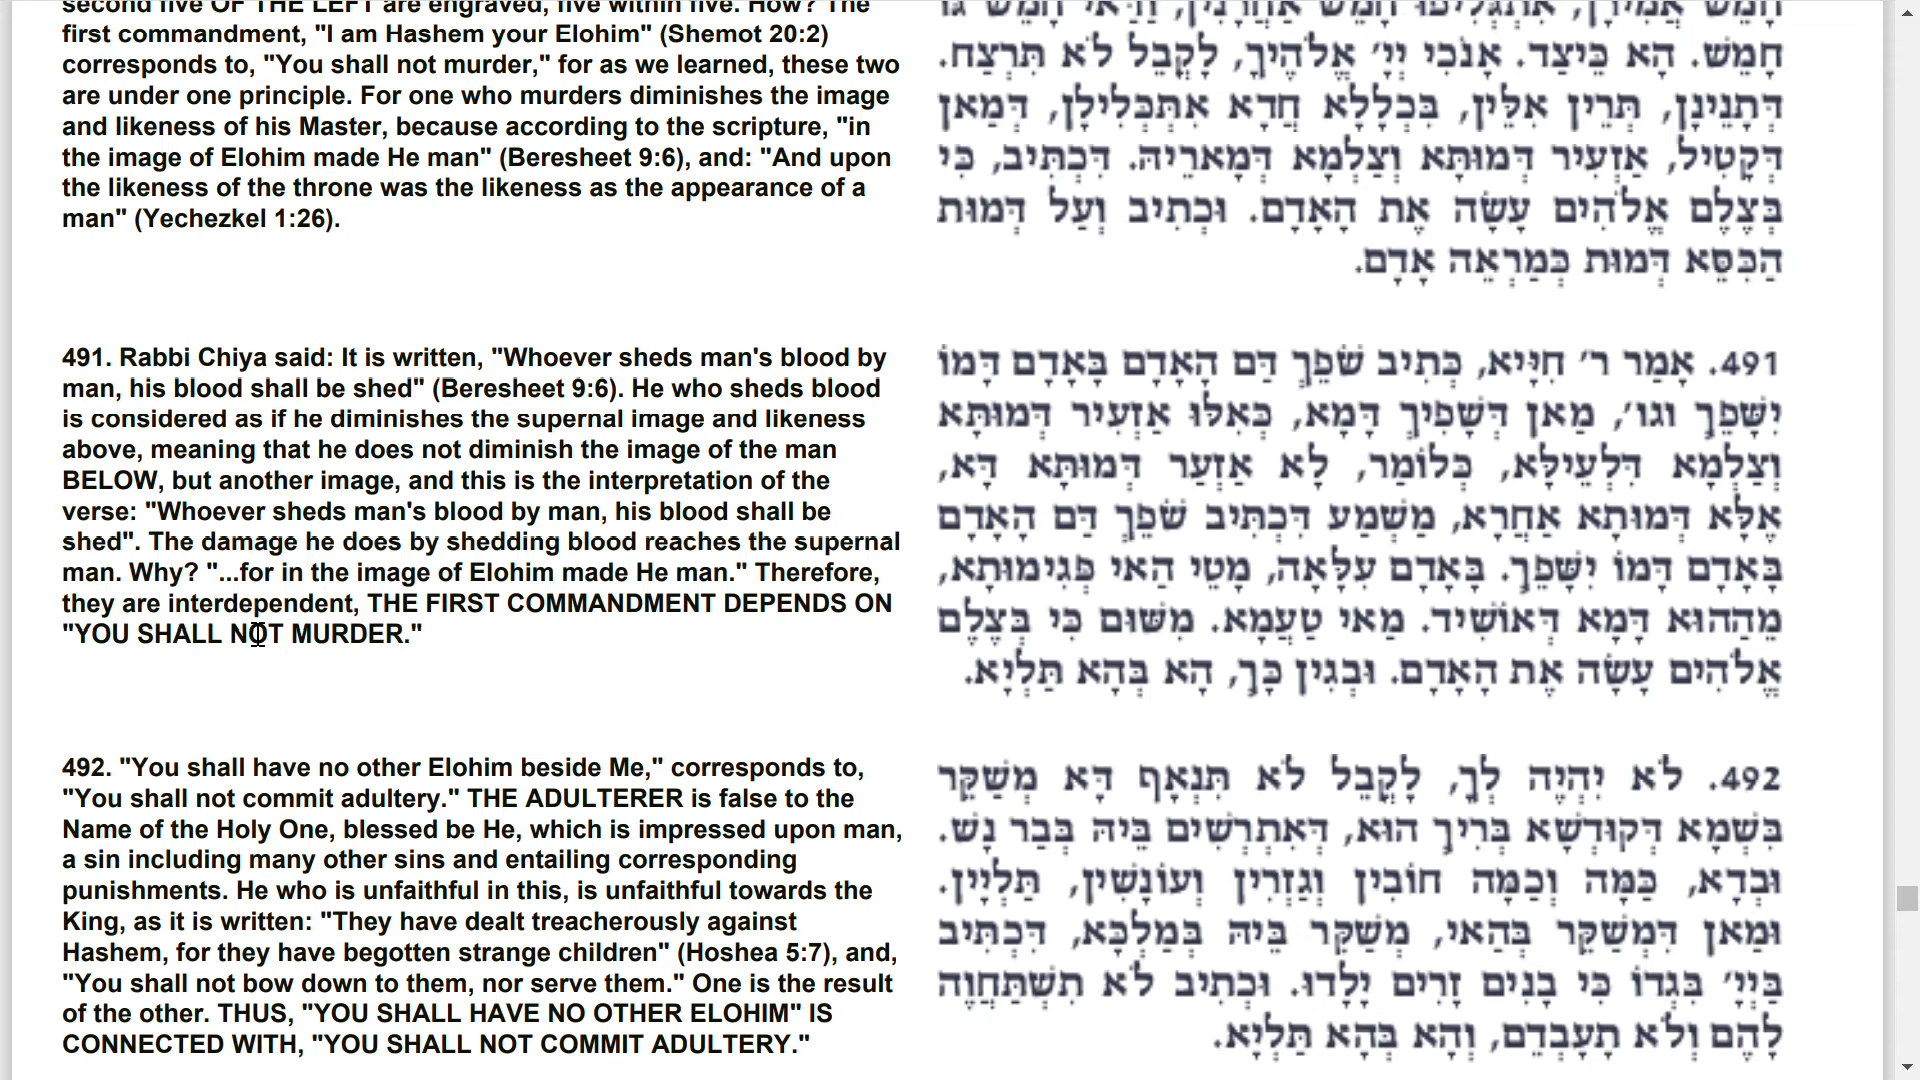 second five OF THE LEFT are engraved, five within five. How? The
first commandment, "I am Hashem your Elohim" (Shemot 20:2)
corresponds to, "You shall not murder," for as we learned, these two
are under one principle. For one who murders diminishes the image
and likeness of his Master, because according to the scripture, "in
the image of Elohim made He man" (Beresheet 9:6), and: "And upon
the likeness of the throne was the likeness as the appearance of a
man" (Yechezkel 1:26).
חָמֵשׁ אֲמִירָן, אִתְגְּלִיפוּ חָמֵשׁ אַחֲרָנִין, וַדַּאי חָמֵשׁ גּוֹ
חָמֵשׁ. הָא כֵּיצַד. אָנֹכִי יְיָ' אֱלֹהֶיךָ, לָקֳבֵל לֹא תִּרְצַח.
דְּתָנֵינָן, תְּרֵין אִלֵּין, בִּכְלָלָא חֲדָא אִתְכְּלִילָן, דְּמַאן
דְּקָטִיל, אַזְעִיר דְּמוּתָא וְצַלְמָא דְּמָארֵיהּ. דִּכְתִיב, כִּי
בְּצֶלֶם אֱלֹהִים עָשָׂה אֶת הָאָדָם. וּכְתִיב וְעַל דְּמוּת
הַכִּסֵּא דְּמוּת כְּמַרְאֵה אָדָם.
491. Rabbi Chiya said: It is written, "Whoever sheds man's blood by
man, his blood shall be shed" (Beresheet 9:6). He who sheds blood
is considered as if he diminishes the supernal image and likeness
above, meaning that he does not diminish the image of the man
BELOW, but another image, and this is the interpretation of the
verse: "Whoever sheds man's blood by man, his blood shall be
shed". The damage he does by shedding blood reaches the supernal
man. Why? "...for in the image of Elohim made He man." Therefore,
they are interdependent, THE FIRST COMMANDMENT DEPENDS ON
"YOU SHALL NOT MURDER."
491. אָמַר ר' חִיָּיא, כְּתִיב שֹׁפֵךְ דַּם הָאָדָם בָּאָדָם דָּמוֹ
יִשָּׁפֵךְ וגו', מַאן דְּשָׁפִיךְ דָּמָא, כְּאִלּוּ אַזְעִיר דְּמוּתָא
וְצַלְמָא דִּלְעֵילָּא, כְּלוֹמַר, לָא אַזְעַר דְּמוּתָא דָּא,
אֶלָּא דְּמוּתָא אַחֲרָא, מַשְׁמַע דִּכְתִּיב שֹׁפֵךְ דַּם הָאָדָם
בָּאָדָם דָּמוֹ יִשָּׁפֵךְ. בָּאָדָם עִלָּאָה, מָטֵי הַאי פְּגִימוּתָא,
מֵהַהוּא דָּמָא דְּאוֹשִׁיד. מַאי טַעֲמָא. מִשּׁוּם כִּי בְּצֶלֶם
אֱלֹהִים עָשָׂה אֶת הָאָדָם. וּבְגִין כָּךְ, הָא בְּהָא תַּלְיָא.
492. "You shall have no other Elohim beside Me," corresponds to,
"You shall not commit adultery." THE ADULTERER is false to the
Name of the Holy One, blessed be He, which is impressed upon man,
a sin including many other sins and entailing corresponding
punishments. He who is unfaithful in this, is unfaithful towards the
King, as it is written: "They have dealt treacherously against
Hashem, for they have begotten strange children" (Hoshea 5:7), and,
"You shall not bow down to them, nor serve them." One is the result
of the other. THUS, "YOU SHALL HAVE NO OTHER ELOHIM" IS
CONNECTED WITH, "YOU SHALL NOT COMMIT ADULTERY."
492. לֹא יִהְיֶה לְךָ, לָקֳבֵל לֹא תִּנְאָף דָּא מְשַׁקֵּר
בִּשְׁמָא דְּקוּדְשָׁא בְּרִיךְ הוּא, דְּאִתְרְשִׁים בֵּיהּ בְּבַר נָשׁ.
וּבְדָא, כַּמָּה וְכַמָּה חוֹבִין וְגַזְרִין וְעוֹנָשִׁין, תַּלְיָין.
וּמַאן דִּמְשַׁקֵּר בְּהַאי, מְשַׁקֵּר בֵּיהּ בְּמַלְכָּא, דִּכְתִּיב
בַּיְיָ' בִּגְדוּ כִּי בָנִים זָרִים יָלָדוּ. וּכְתִיב לֹא תִשְׁתַּחֲוֶה
לָהֶם וְלֹא תָעָבְדֵם, וְהָא בְּהָא תַּלְיָא.